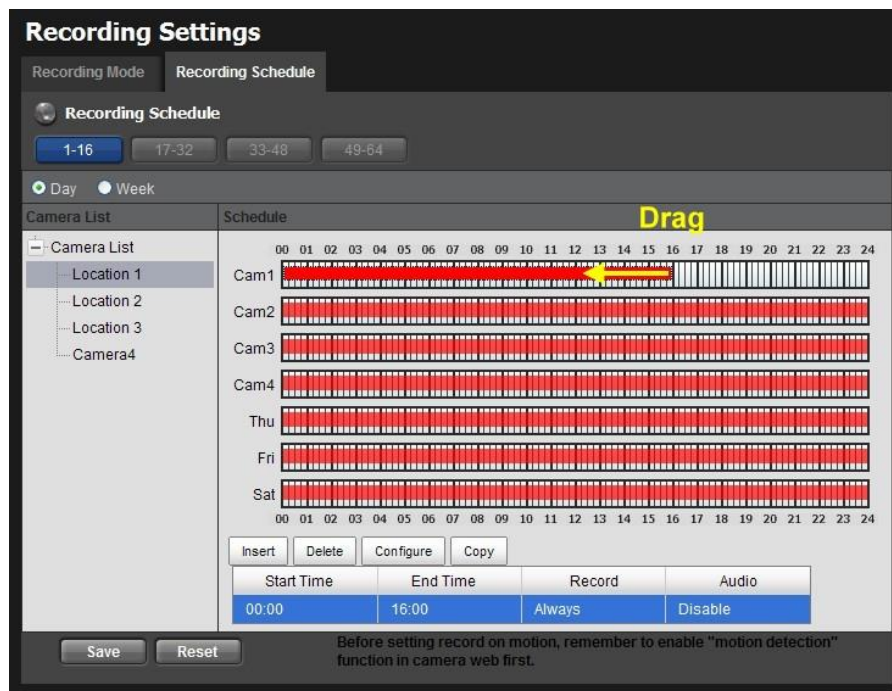 Recording Settings
Recording Mode Recording Schedule
Recording Schedule
1-16 17-32 33-48 49-64
Day Week
Camera List Schedule
Drag
Camera List
Location 1
Location 2
Location 3
Camera4
00 01 02 03 04 05 06 07 08 09 10 11 12 13 14 15 16 17 18 19 20 21 22 23 24
Cam1
Cam2
Cam3
Cam4
Thu
Fri
Sat
00 01 02 03 04 05 06 07 08 09 10 11 12 13 14 15 16 17 18 19 20 21 22 23 24
Insert Delete Configure Copy
Start Time End Time Record Audio
00:00 16:00 Always Disable
Save Reset
Before setting record on motion, remember to enable "motion detection"
function in camera web first.